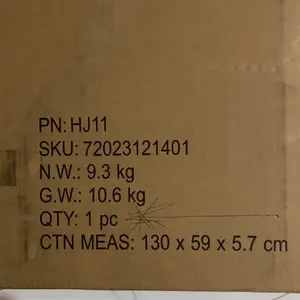 PN: HJ11
SKU: 72023121401
N.W.: 9.3 kg
G.W.: 10.6 kg
QTY: 1 pc
CTN MEAS: 130 x 59 x 5.7 cm